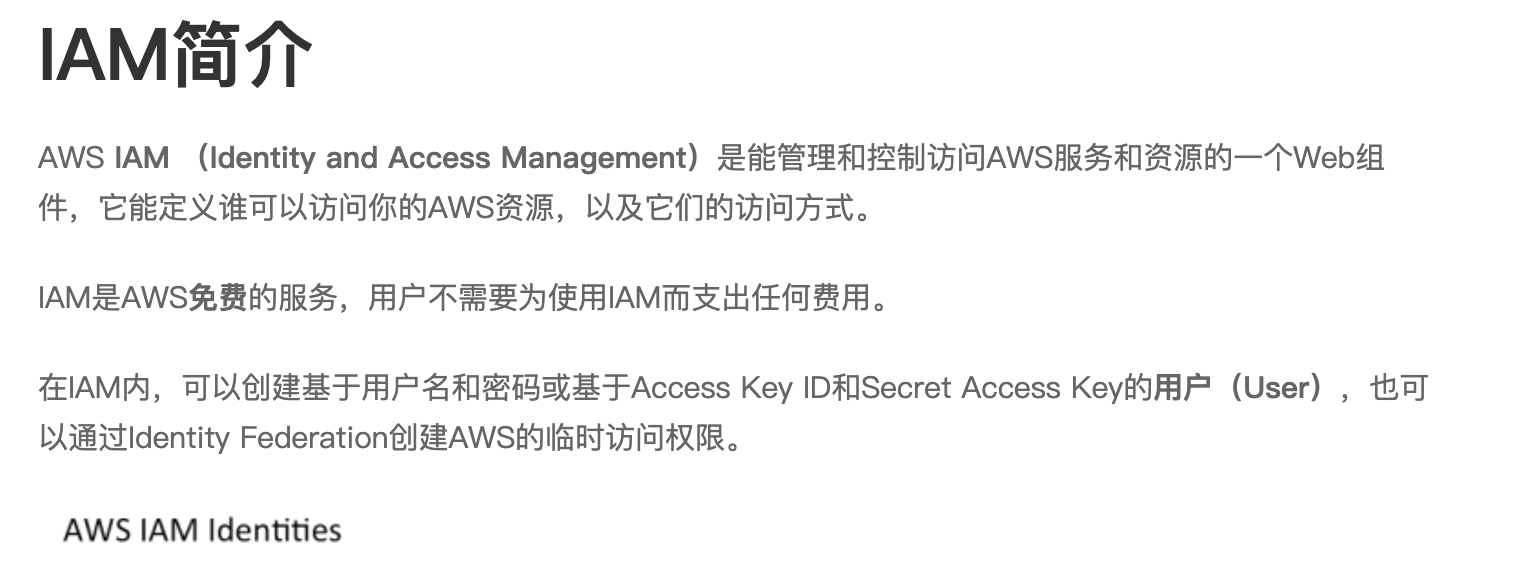 IAM简介
AWS IAM （Identity and Access Management）是能管理和控制访问AWS服务和资源的一个Web组
件，它能定义谁可以访问你的AWS资源，以及它们的访问方式。
IAM是AWS免费的服务，用户不需要为使用IAM而支出任何费用。
在IAM内，可以创建基于用户名和密码或基于Access Key ID和Secret Access Key的用户（User），也可
以通过Identity Federation创建AWS的临时访问权限。
AWS IAM Identities